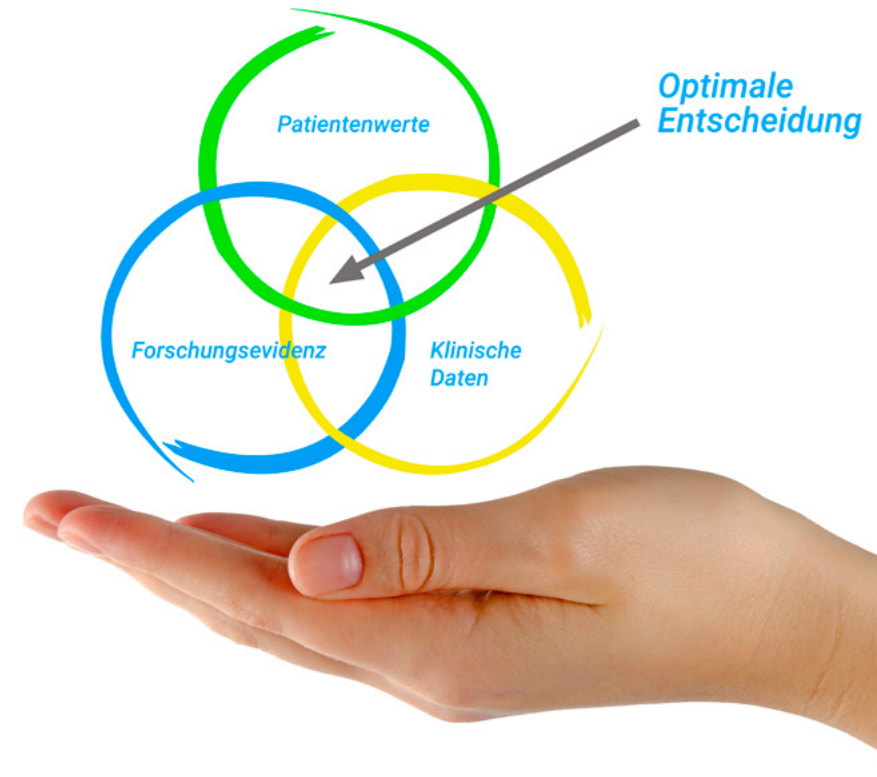 Patientenwerte
Optimale
Entscheidung
Forschungsevidenz
Klinische
Daten